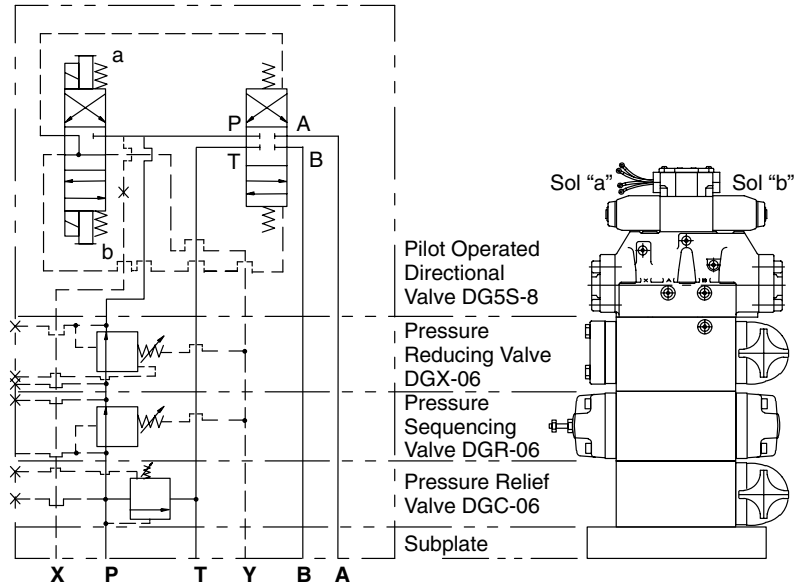 a
P A
T B
b
Sol “a” Sol “b”
X A B
Pilot Operated
Directional
Valve DG5S-8
Pressure
Reducing Valve
DGX-06
Pressure
Sequencing
Valve DGR-06
Pressure Relief
Valve DGC-06
Subplate
X P T Y B A